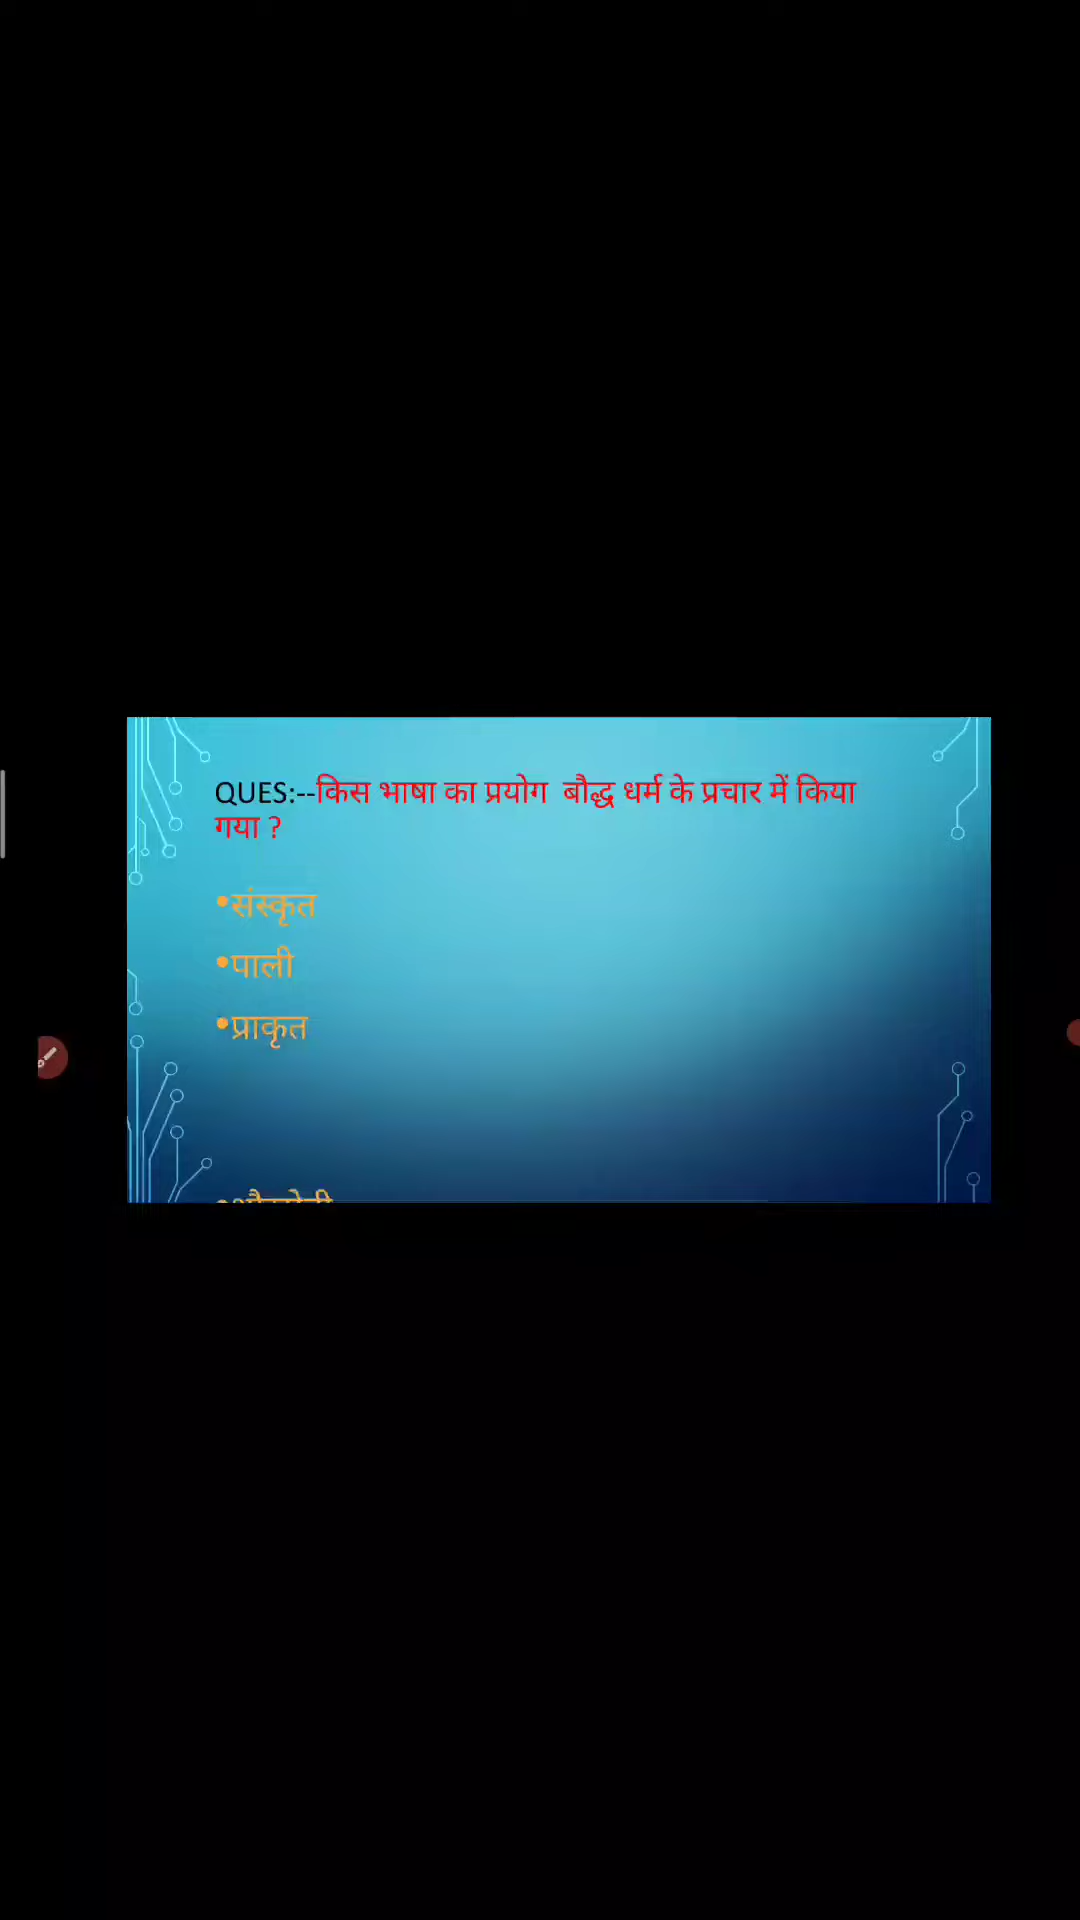 QUES:--किस भाषा का प्रयोग बौद्ध धर्म के प्रचार में किया
गया ?
•संस्कृत
•पाली
•प्राकृत